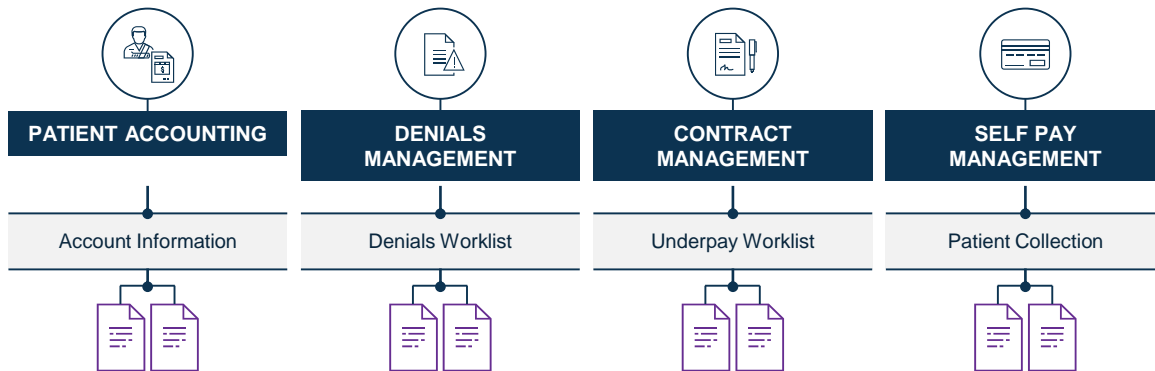 PATIENT ACCOUNTING
DENIALS
MANAGEMENT
CONTRACT
MANAGEMENT
SELF PAY
MANAGEMENT
Account Information
Denials Worklist
Underpay Worklist
Patient Collection